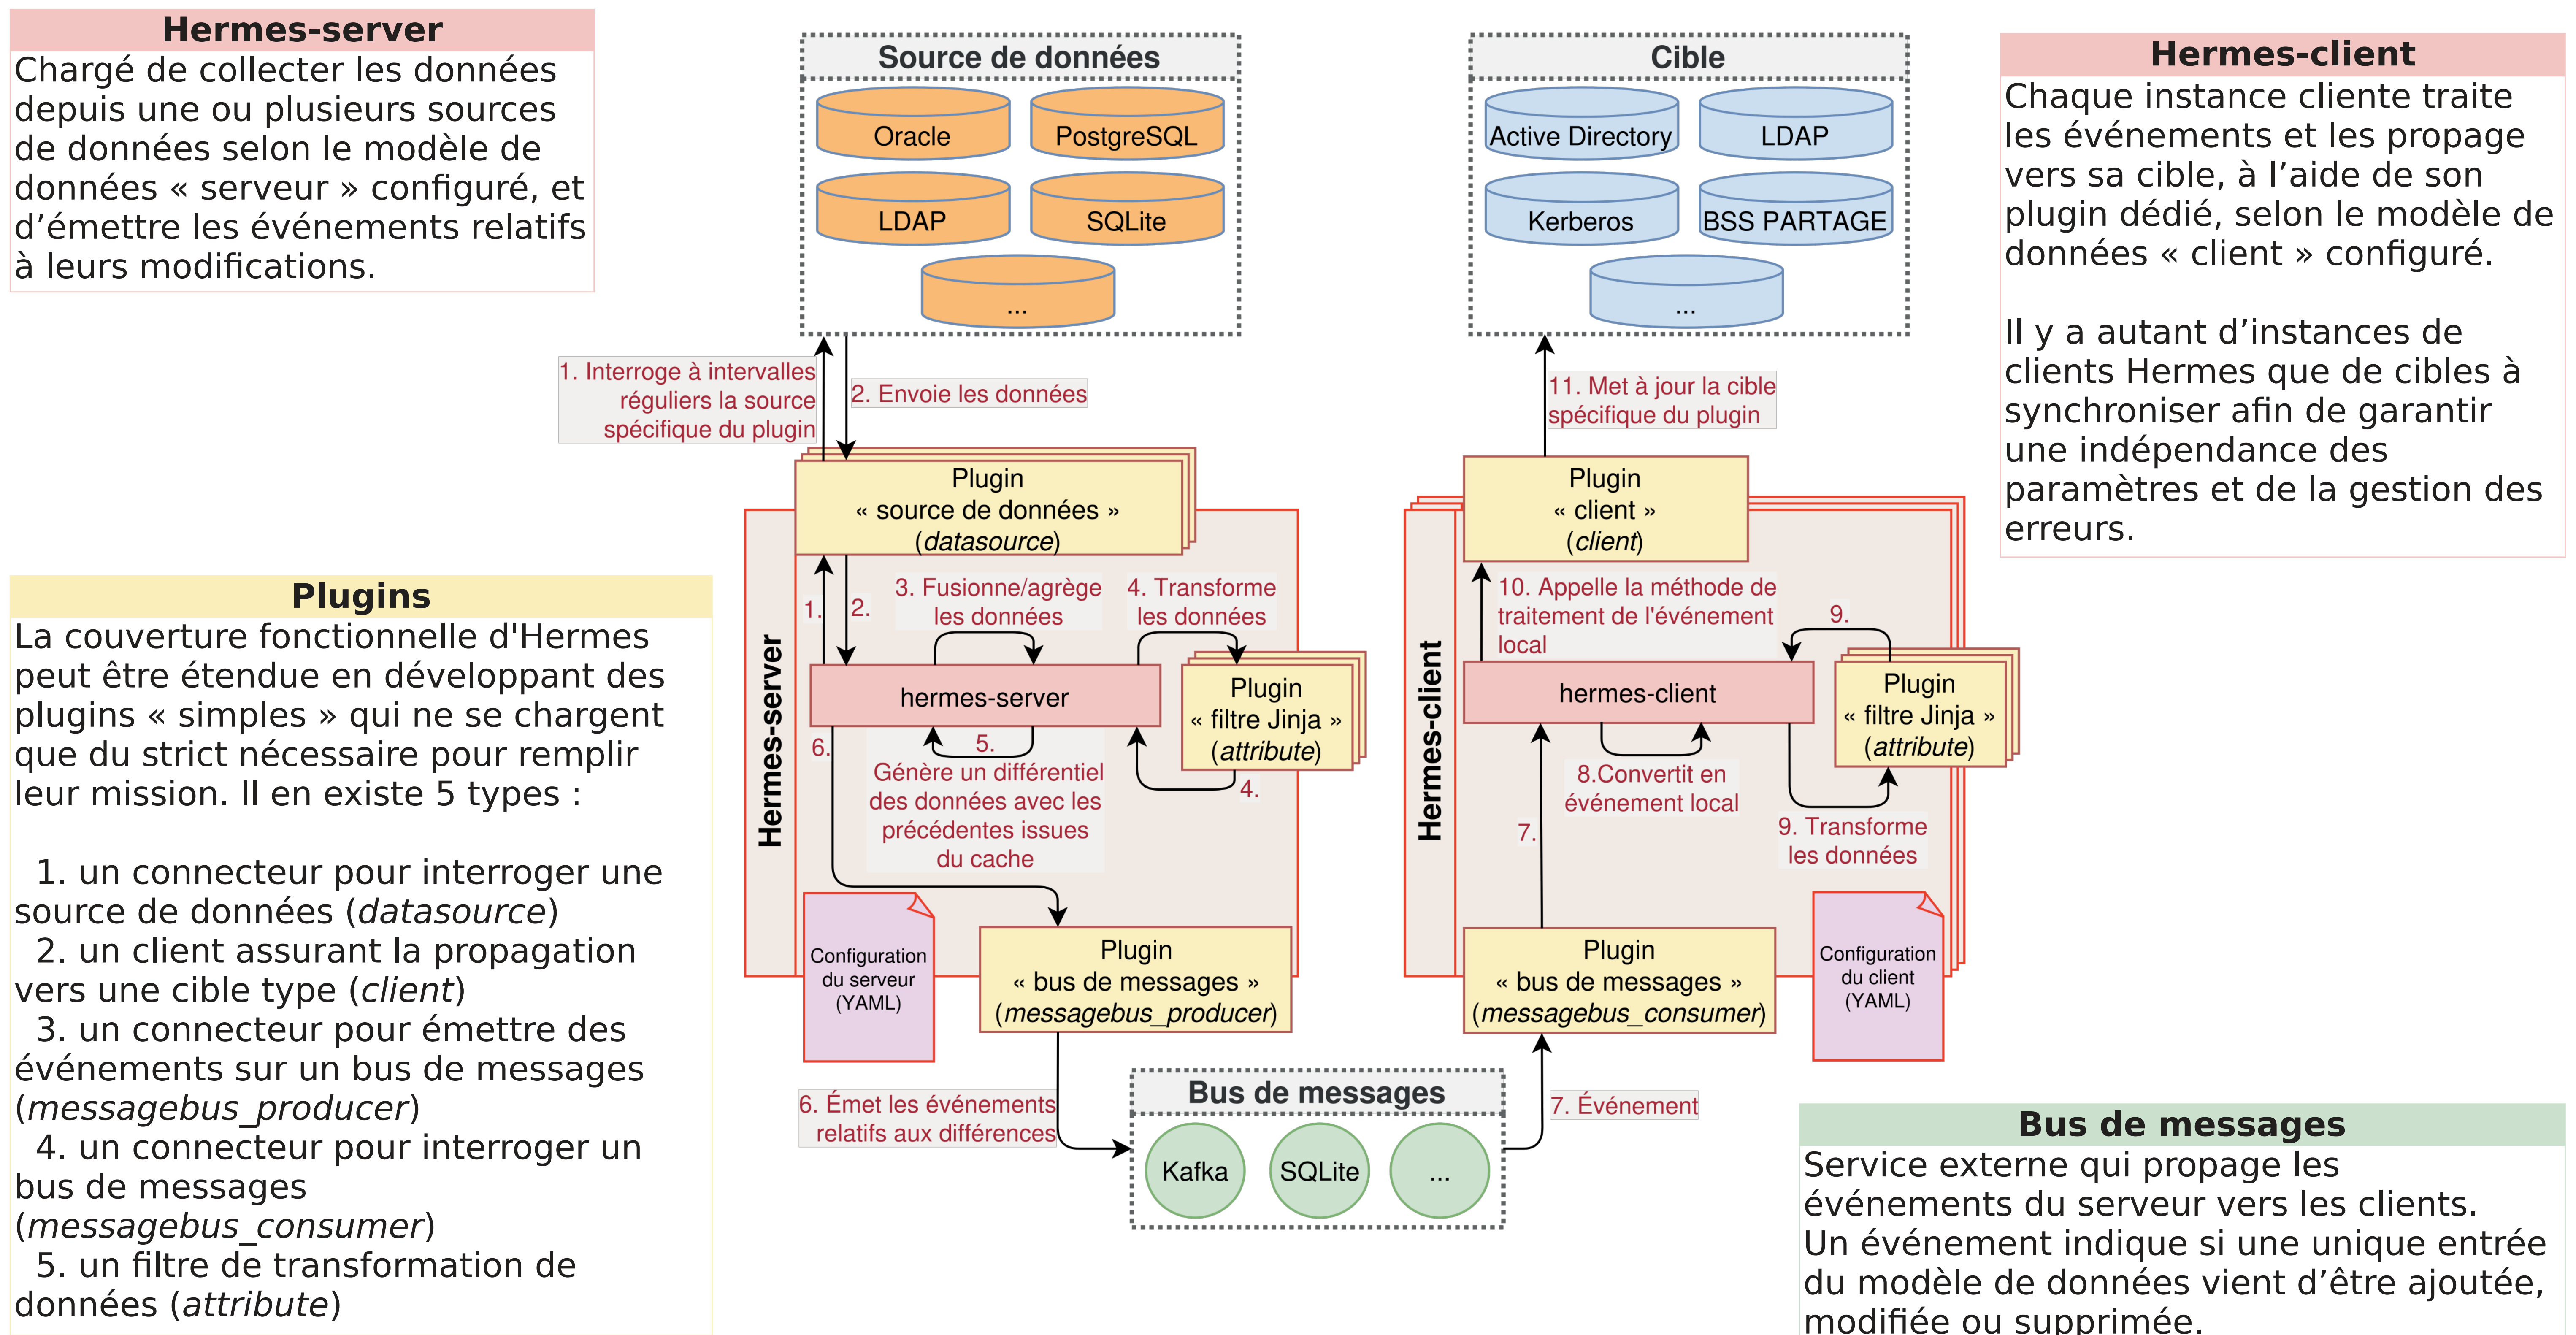 Hermes-server
Chargé de collecter les données
depuis une ou plusieurs sources
de données selon le modèle de
données « serveur » configuré, et
d’émettre les événements relatifs
à leurs modifications.
Source de données
Oracle
PostgreSQL
LDAP
SQLite
...
Cible
Active Directory
LDAP
Kerberos
BSS PARTAGE
...
Hermes-client
Chaque instance cliente traite
les événements et les propage
vers sa cible, à l’aide de son
plugin dédié, selon le modèle de
données « client » configuré.
Il y a autant d’instances de
clients Hermes que de cibles à
synchroniser afin de garantir
une indépendance des
paramètres et de la gestion des
erreurs.
1. Interroge à intervalles
réguliers la source
spécifique du plugin
2. Envoie les données
11. Met à jour la cible
spécifique du plugin
Plugins
La couverture fonctionnelle d'Hermes
peut être étendue en développant des
plugins « simples » qui ne se chargent
que du strict nécessaire pour remplir
leur mission. Il en existe 5 types :
1. un connecteur pour interroger une
source de données (datasource)
2. un client assurant la propagation
vers une cible type (client)
3. un connecteur pour émettre des
événements sur un bus de messages
(messagebus_producer)
4. un connecteur pour interroger un
bus de messages
(messagebus_consumer)
5. un filtre de transformation de
données (attribute)
Hermes-server
Plugin
« source de données »
(datasource)
1.
2.
3. Fusionne/agrège
les données
4. Transforme
les données
hermes-server
Plugin
« filtre Jinja »
(attribute)
4.
5.
Génère un différentiel
des données avec les
précédentes issues
du cache
6.
Configuration
du serveur
(YAML)
Plugin
« bus de messages »
(messagebus_producer)
6. Émet les événements
relatifs aux différences
Bus de messages
Kafka
SQLite
...
7. Événement
Hermes-client
Plugin
« client »
(client)
10. Appelle la méthode de
traitement de l'événement
local
9.
hermes-client
Plugin
« filtre Jinja »
(attribute)
8.Convertit en
événement local
9. Transforme
les données
7.
Plugin
« bus de messages »
(messagebus_consumer)
Configuration
du client
(YAML)
Bus de messages
Service externe qui propage les
événements du serveur vers les clients.
Un événement indique si une unique entrée
du modèle de données vient d’être ajoutée,
modifiée ou supprimée.